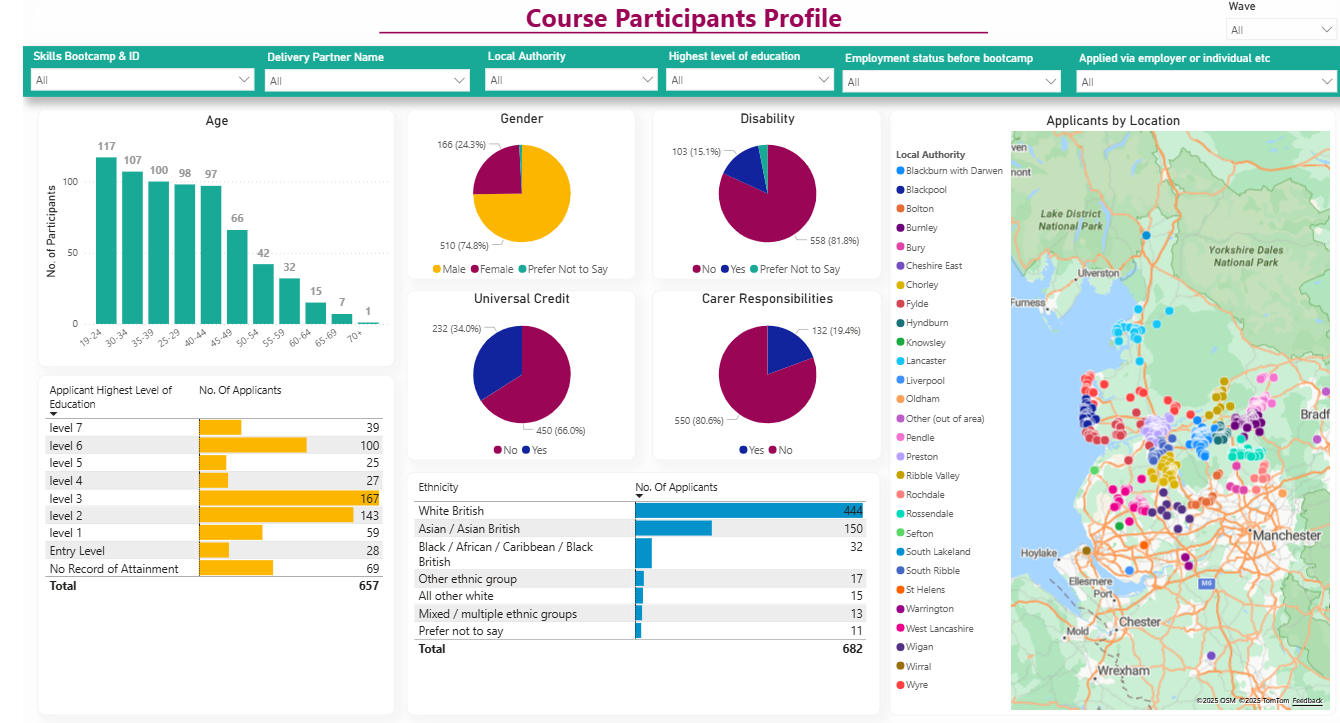 Course Participants Profile
Wave
All
Skills Bootcamp & ID
All
Delivery Partner Name
All
Local Authority
All
Highest level of education
All
Employment status before bootcamp
All
Applied via employer or individual etc
All
Age
No. of Participants
100
50
0
117
107
100
98
97
66
42
32
15
7
1
19-24
30-34
35-39
25-29
40-44
45-49
50-54
55-59
60-64
65-69
70+
Gender
166 (24.3%)
510 (74.8%)
Male Female Prefer Not to Say
Disability
103 (15.1%)
558 (81.8%)
No Yes Prefer Not to Say
Universal Credit
232 (34.0%)
450 (66.0%)
No Yes
Carer Responsibilities
132 (19.4%)
550 (80.6%)
Yes No
Applicant Highest Level of
Education
No. Of Applicants
level 7 39
level 6 100
level 5 25
level 4 27
level 3 167
level 2 143
level 1 59
Entry Level 28
No Record of Attainment 69
Total 657
Ethnicity No. Of Applicants
White British 444
Asian / Asian British 150
Black / African / Caribbean / Black
British
32
Other ethnic group 17
All other white 15
Mixed / multiple ethnic groups 13
Prefer not to say 11
Total 682
Applicants by Location
Local Authority
Blackburn with Darwen
Blackpool
Bolton
Burnley
Bury
Cheshire East
Chorley
Fylde
Hyndburn
Knowsley
Lancaster
Liverpool
Oldham
Other (out of area)
Pendle
Preston
Ribble Valley
Rochdale
Rossendale
Sefton
South Lakeland
South Ribble
St Helens
Warrington
West Lancashire
Wigan
Wirral
Wyre
ven
mont
Lake District
National Park
Yorkshire Dales
National Park
Ulverston
Furness
Bradf
Manchester
Hoylake
Ellesmere
Port
M6
Chester
Mold
Wrexham
©2025 OSM ©2025 TomTom Feedback